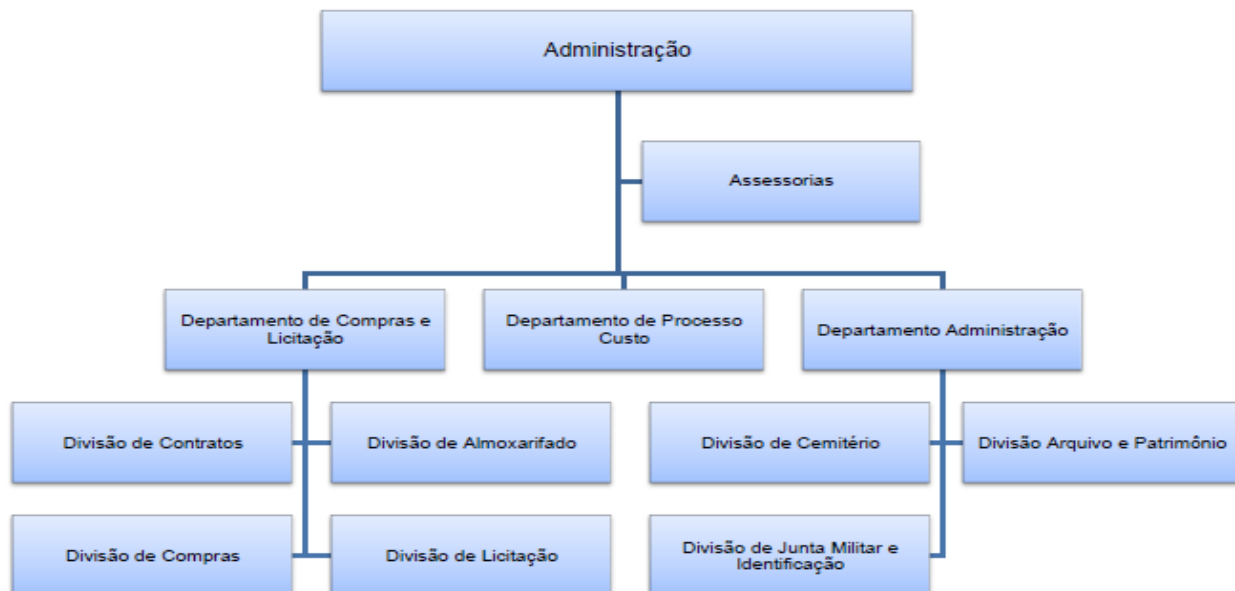 Administração
Assessorias
Departamento de Compras e
Licitação
Departamento de Processo
Custo
Departamento Administração
Divisão de Contratos
Divisão de Almoxarifado
Divisão de Cemitério
Divisão Arquivo e Patrimônio
Divisão de Compras
Divisão de Licitação
Divisão de Junta Militar e
Identificação